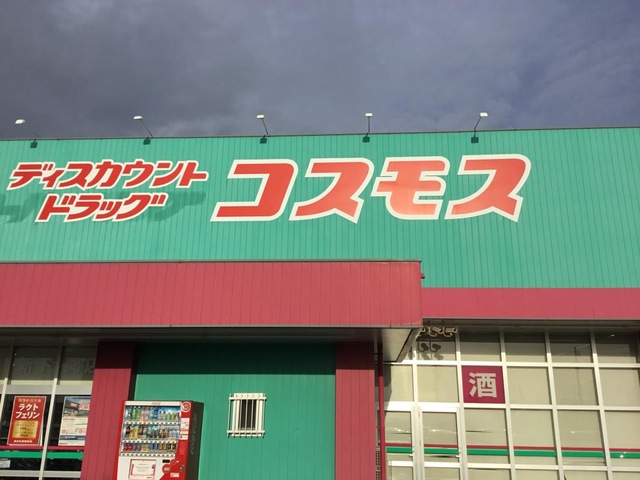 ディスカウント
ドラッグ
コスモス
酒
ラクト
フェリン